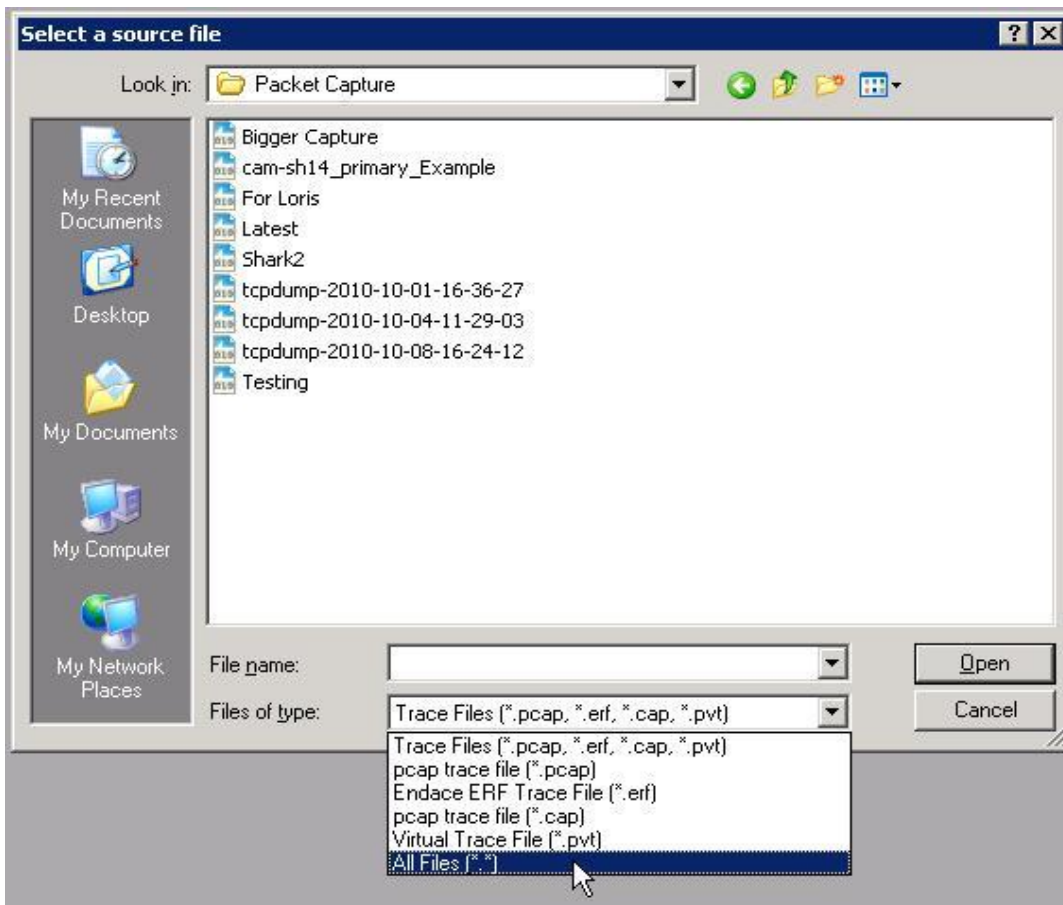 Select a source file
Look in:
Packet Capture
My Recent
Documents
Desktop
My Documents
My Computer
My Network
Places
Bigger Capture
cam-sh14_primary_Example
For Loris
Latest
Shark2
tcpdump-2010-10-01-16-36-27
tcpdump-2010-10-04-11-29-03
tcpdump-2010-10-08-16-24-12
Testing
File name:
Open
Files of type:
Trace Files (*.pcap, *.erf, *.cap, *.pvt)
Cancel
Trace Files (*.pcap, *.erf, *.cap, *.pvt)
pcap trace file (*.pcap)
Endace ERF Trace File (*.erf)
pcap trace file (*.cap)
Virtual Trace File (*.pvt)
All Files (*.*)